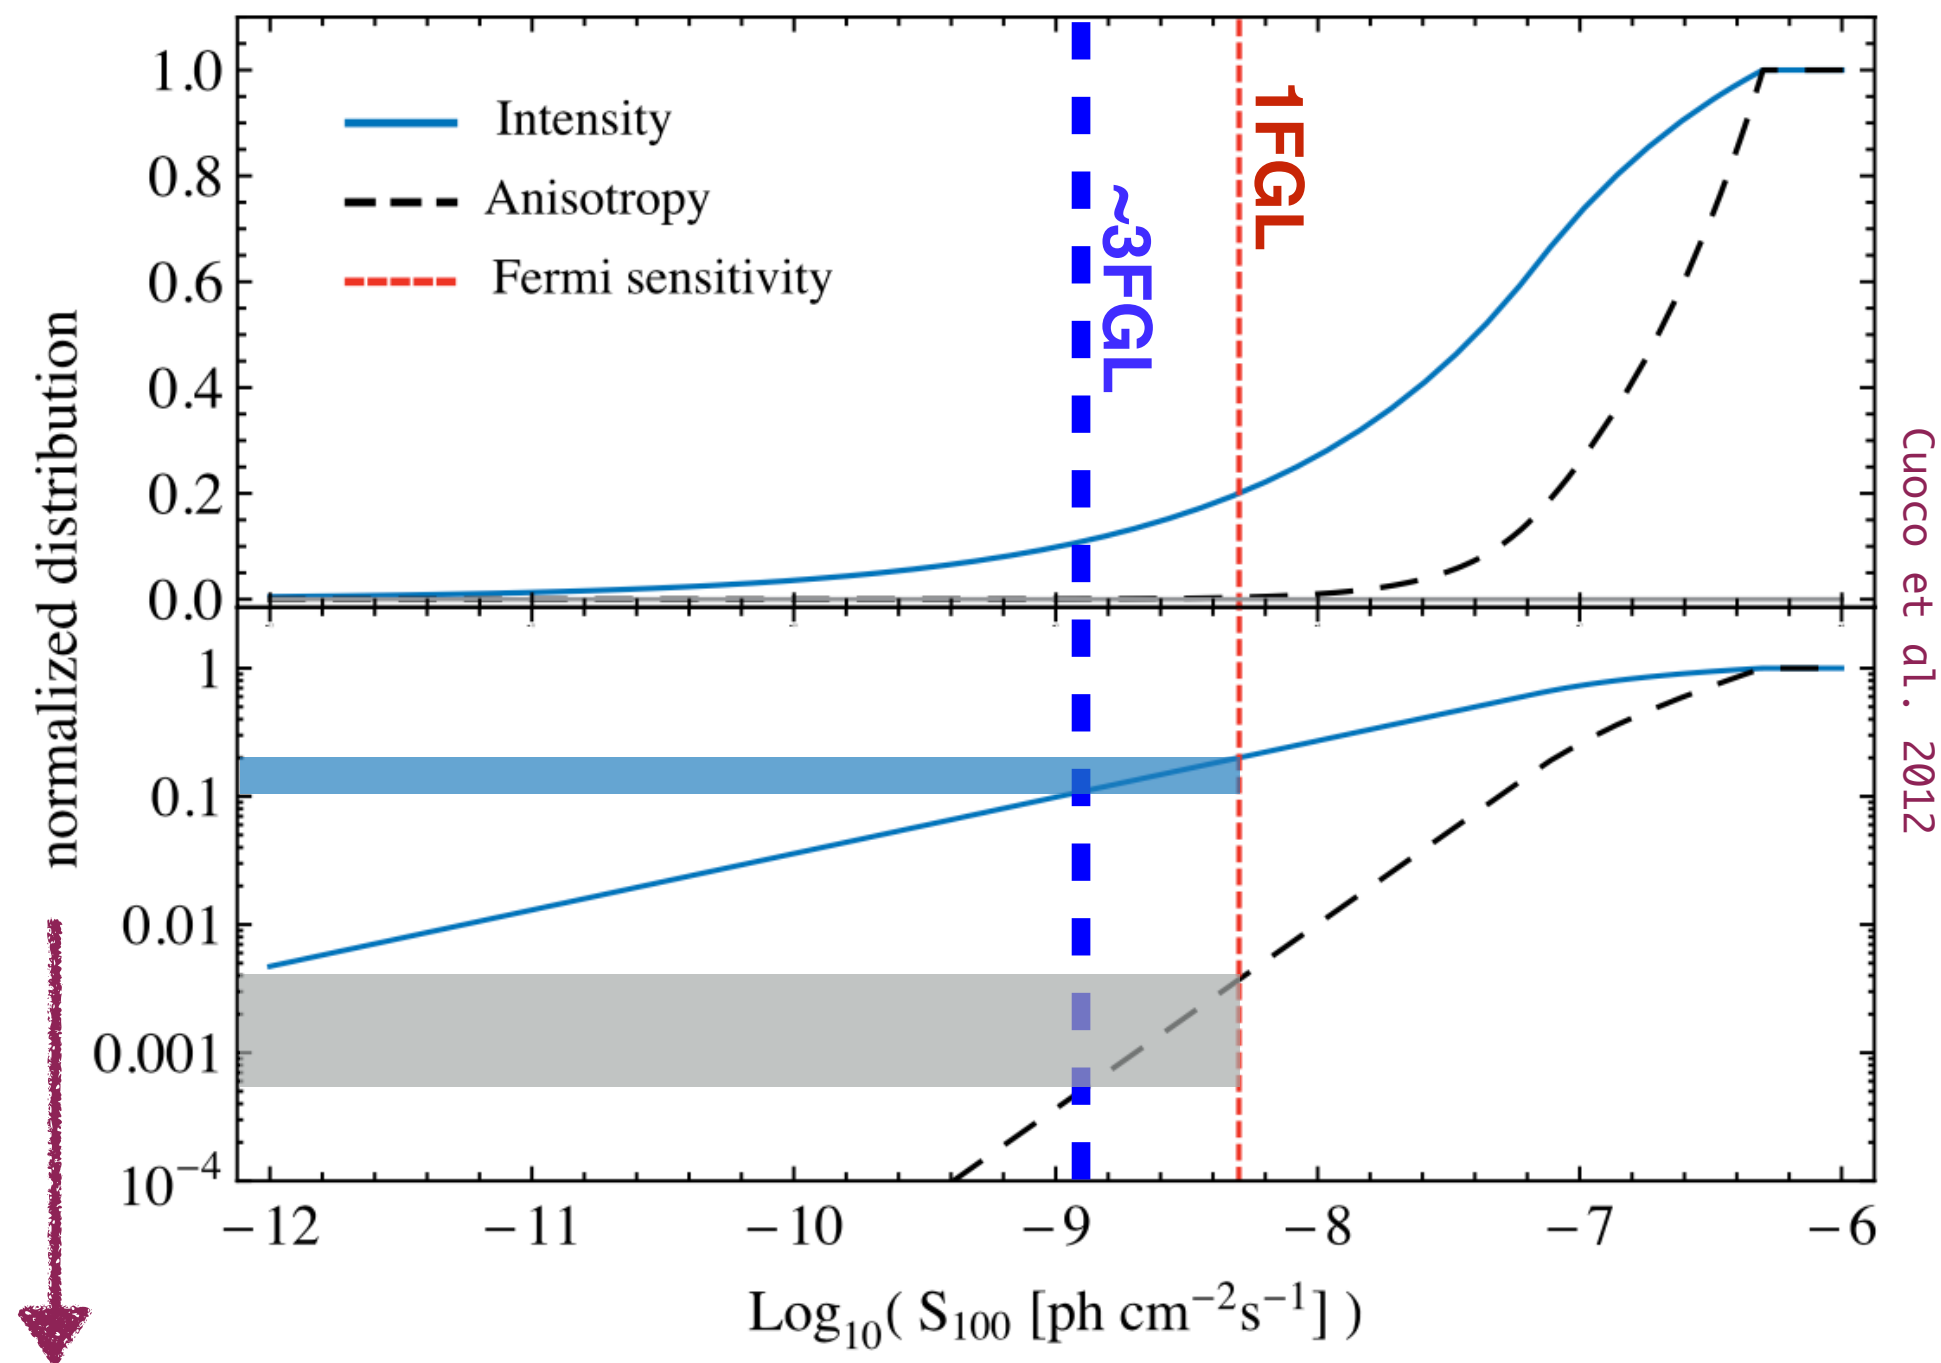 1.0
0.8
0.6
0.4
0.2
0.0
Intensity
Anisotropy
Fermi sensitivity
~3FGL
1FGL
normalized distribution
1
0.1
0.01
0.001
10⁻⁴
−12 −11 −10 −9 −8 −7 −6
Log₁₀( S₁₀₀ [ph cm⁻²s⁻¹] )
Cuoco et al. 2012